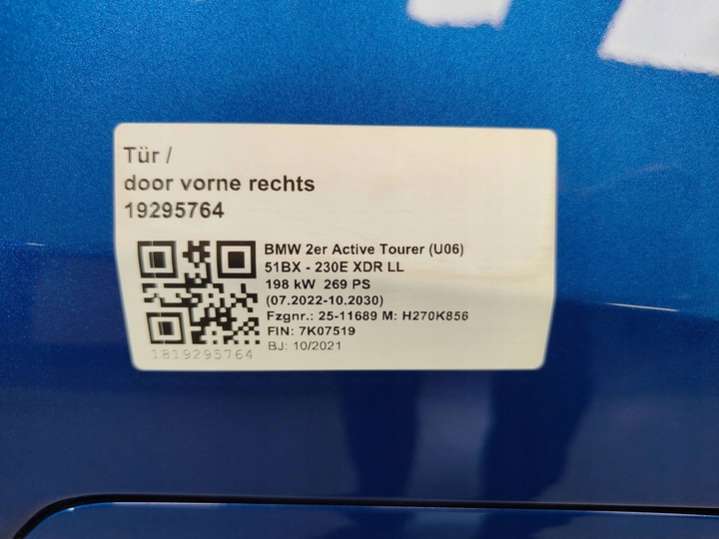 Tür /
door vorne rechts
19295764
BMW 2er Active Tourer (U06)
51BX - 230E XDR LL
198 kW 269 PS
(07.2022-10.2030)
Fzgnr.: 25-11689 M: H270K856
FIN: 7K07519
BJ: 10/2021
1819295764